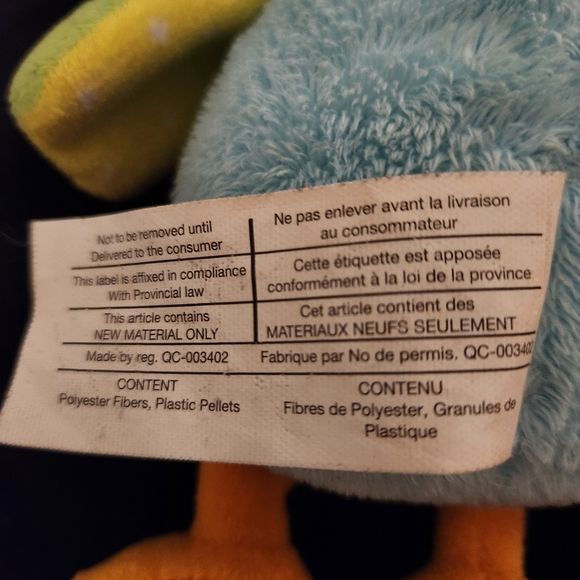 Not to be removed until
Delivered to the consumer
Ne pas enlever avant la livraison
au consommateur
This label is affixed in compliance
With Provincial law
Cette étiquette est apposée
conformément à la loi de la province
This article contains
NEW MATERIAL ONLY
Cet article contient des
MATERIAUX NEUFS SEULEMENT
Made by reg. QC-003402
Fabrique par No de permis. QC-003402
CONTENT
Polyester Fibers, Plastic Pellets
CONTENU
Fibres de Polyester, Granules de
Plastique